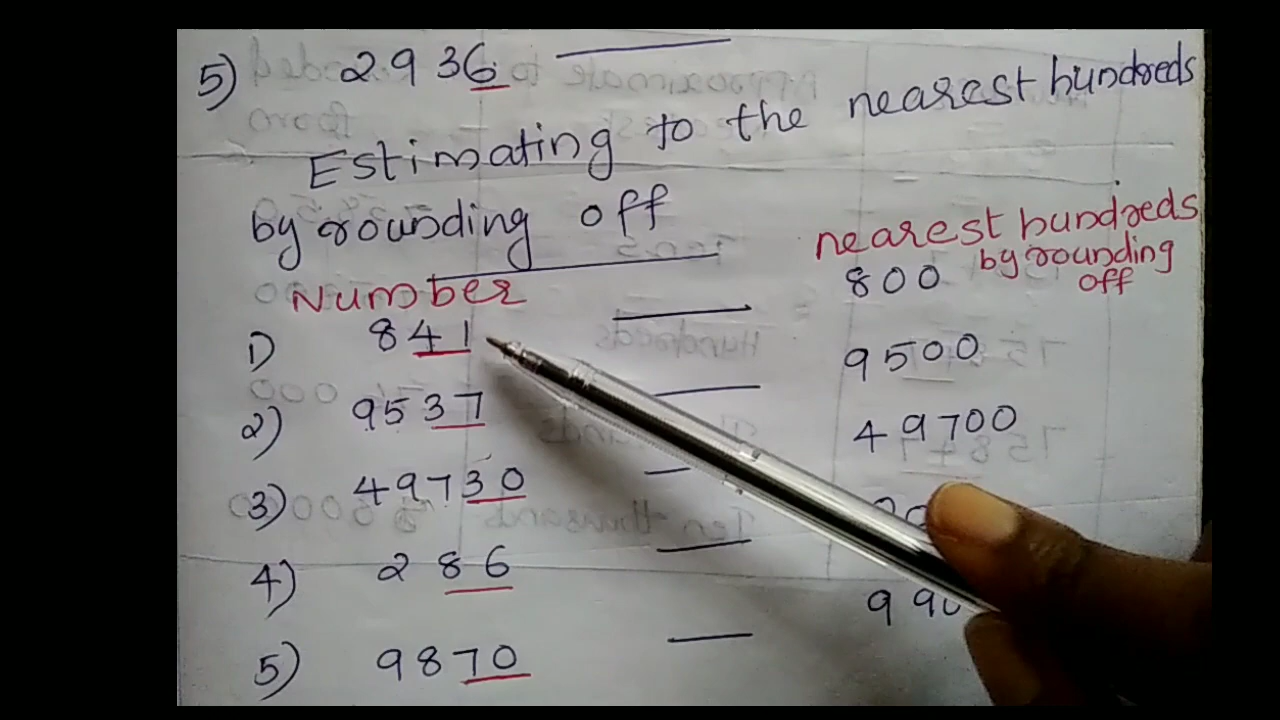 5) 2936
Estimating to the nearest hundreds
by rounding off
Number nearest hundreds
by rounding
off
1) 841 800
2) 9537 9500
3) 49730 49700
4) 286
5) 9870